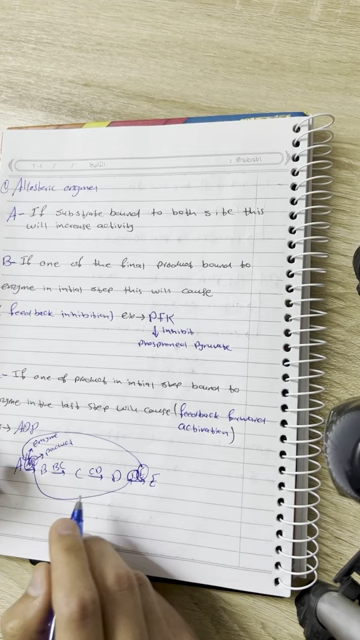 Allosteric enzymes
A- If substrate bound to both site this
will increase activity
B- If one of the final product bound to
enzyme in intial step this will cause
(feedback inhibition) ex→ PFK
↓ inhibit
phosphoenol pyruvate
- If one of product in initial step bound to
enzyme in the last step will cause (feedback forward
activation)
→ ADP
enzyme
product
A B C D E